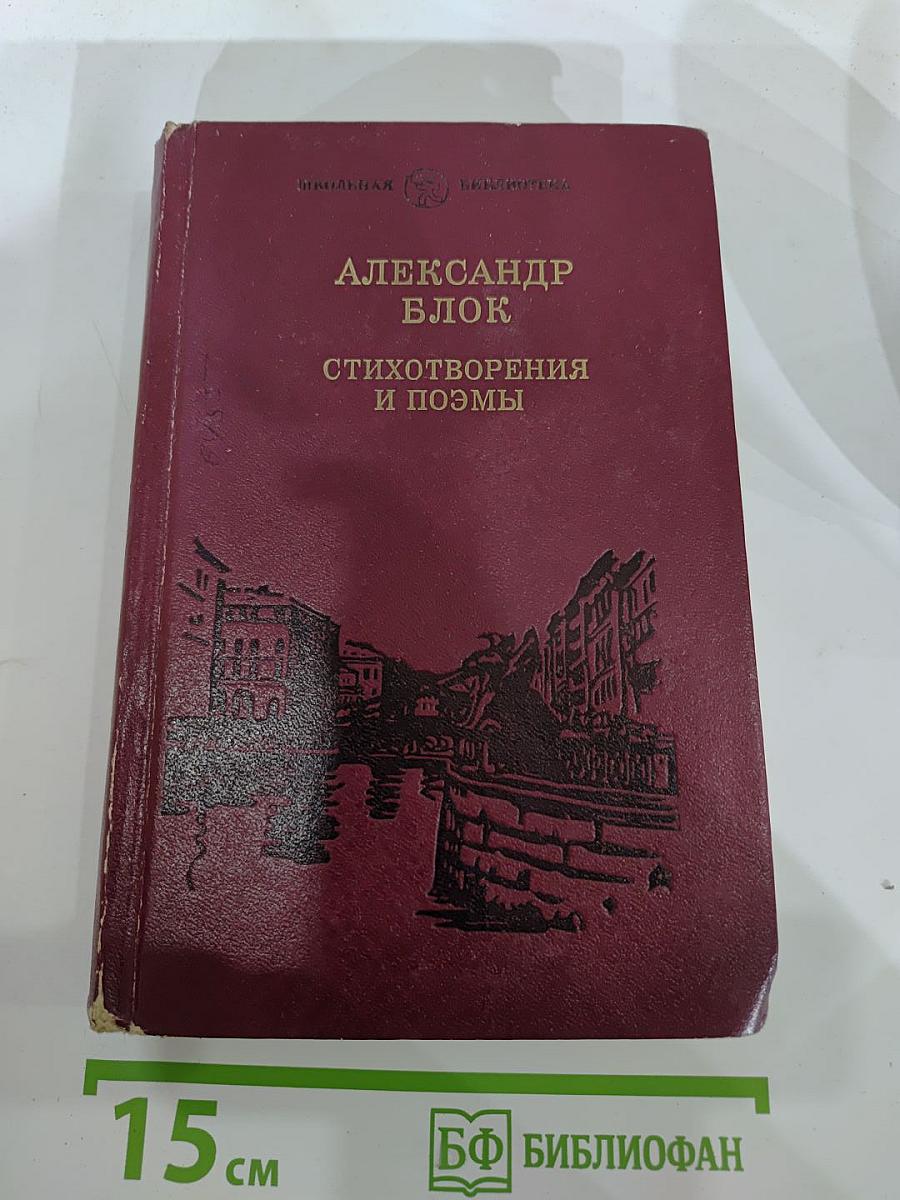 ШКОЛЬНАЯ БИБЛИОТЕКА
АЛЕКСАНДР
БЛОК
СТИХОТВОРЕНИЯ
И ПОЭМЫ
15 см
БФ БИБЛИОФАН